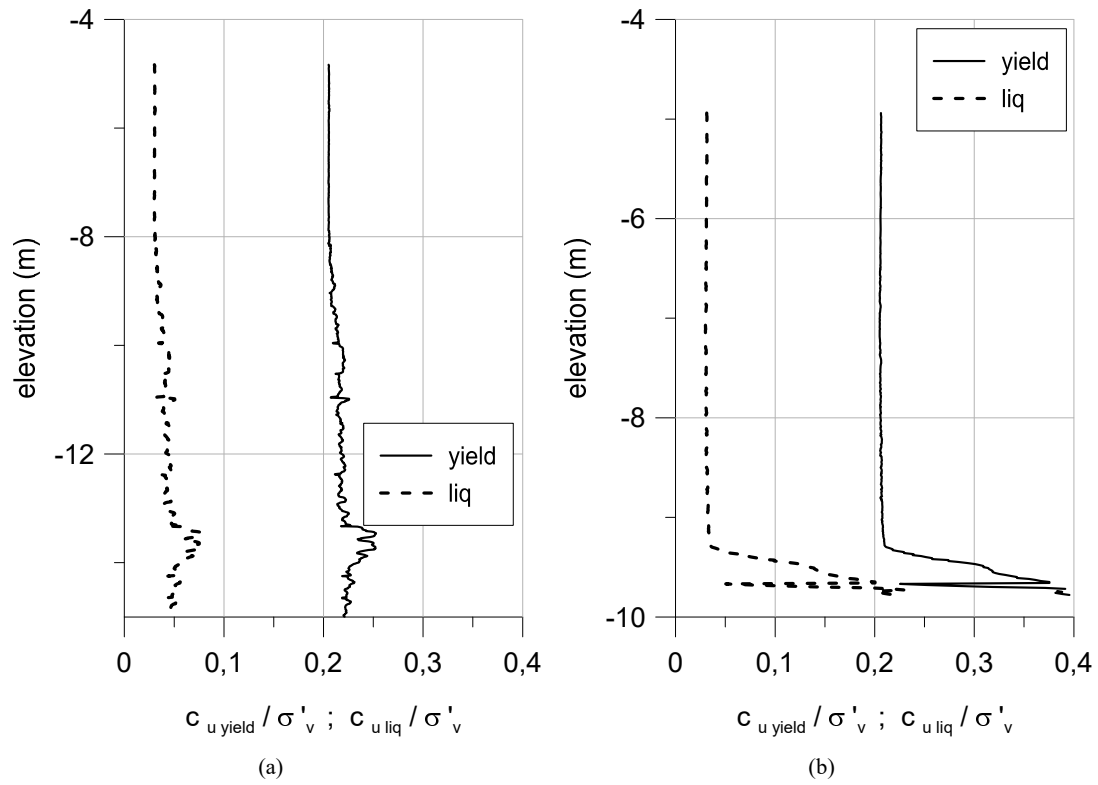 -4
-8
-12
elevation (m)
yield
liq
0 0,1 0,2 0,3 0,4
c u yield / σ 'v ; c u liq / σ 'v
(a)
-4
-6
-8
-10
elevation (m)
yield
liq
0 0,1 0,2 0,3 0,4
c u yield / σ 'v ; c u liq / σ 'v
(b)